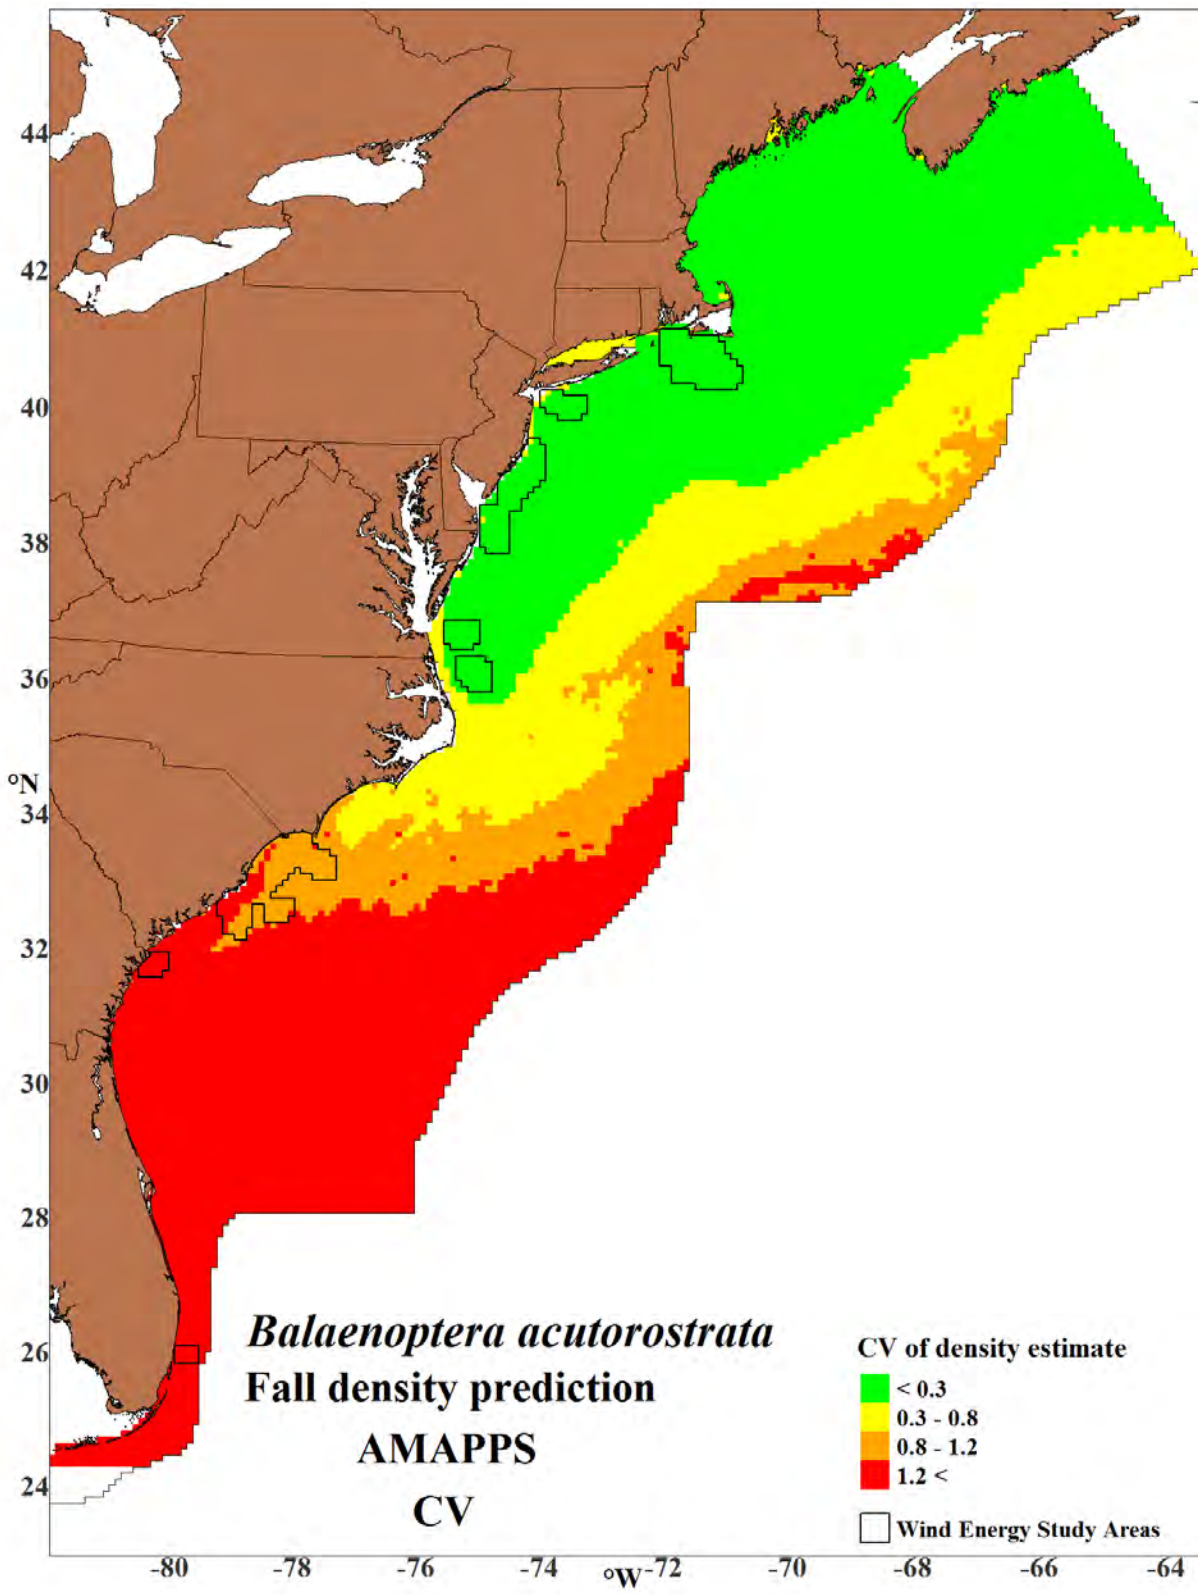 44
42
40
38
36
°N
34
32
30
28
26
24
Balaenoptera acutorostrata
Fall density prediction
AMAPPS
CV
CV of density estimate
< 0.3
0.3 - 0.8
0.8 - 1.2
1.2 <
Wind Energy Study Areas
-80 -78 -76 -74 °W -72 -70 -68 -66 -64